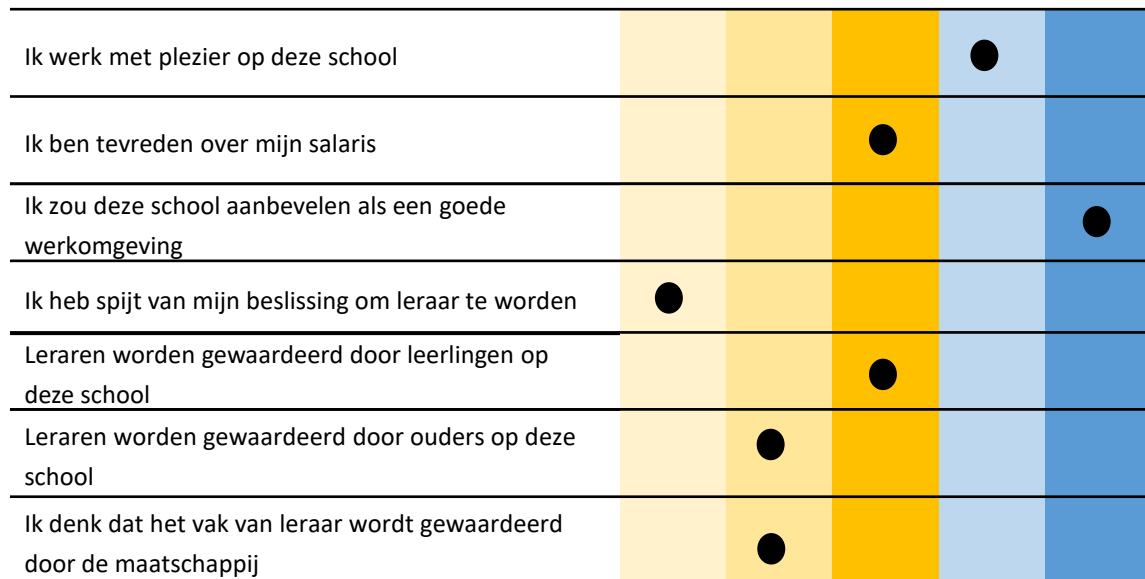 Ik werk met plezier op deze school
Ik ben tevreden over mijn salaris
Ik zou deze school aanbevelen als een goede
werkomgeving
Ik heb spijt van mijn beslissing om leraar te worden
Leraren worden gewaardeerd door leerlingen op
deze school
Leraren worden gewaardeerd door ouders op deze
school
Ik denk dat het vak van leraar wordt gewaardeerd
door de maatschappij